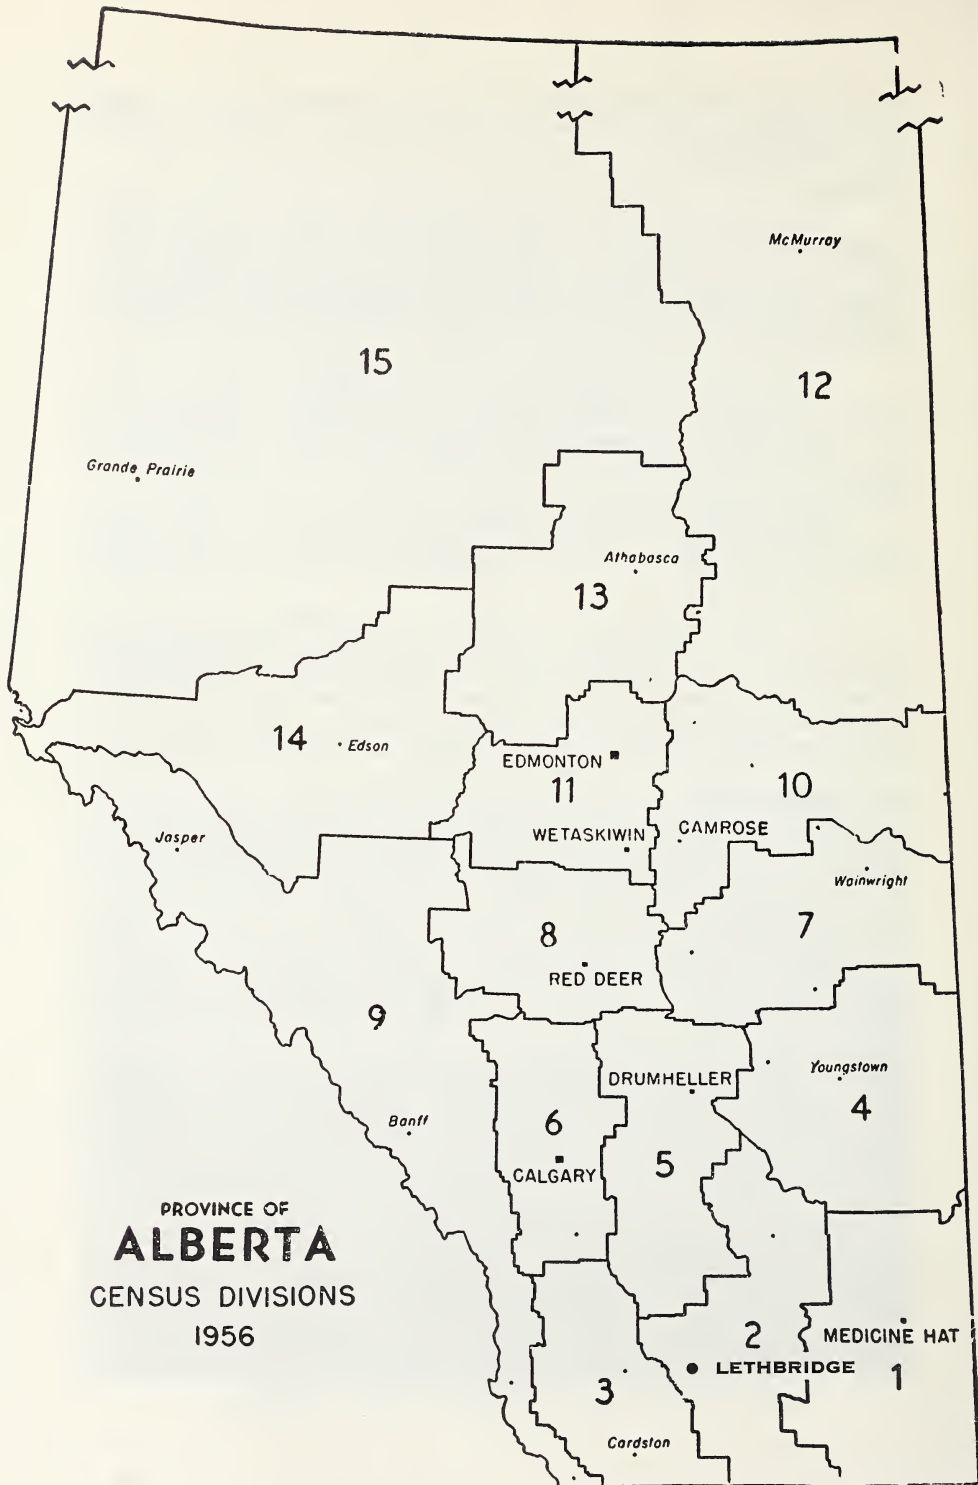 McMurray
15
12
Grande Prairie
Athabasca
13
14
Edson
EDMONTON
11
10
Jasper
WETASKIWIN
CAMROSE
Wainwright
7
8
RED DEER
9
DRUMHELLER
Youngstown
4
Banff
6
5
CALGARY
PROVINCE OF
ALBERTA
CENSUS DIVISIONS
1956
2
MEDICINE HAT
LETHBRIDGE
1
3
Cardston